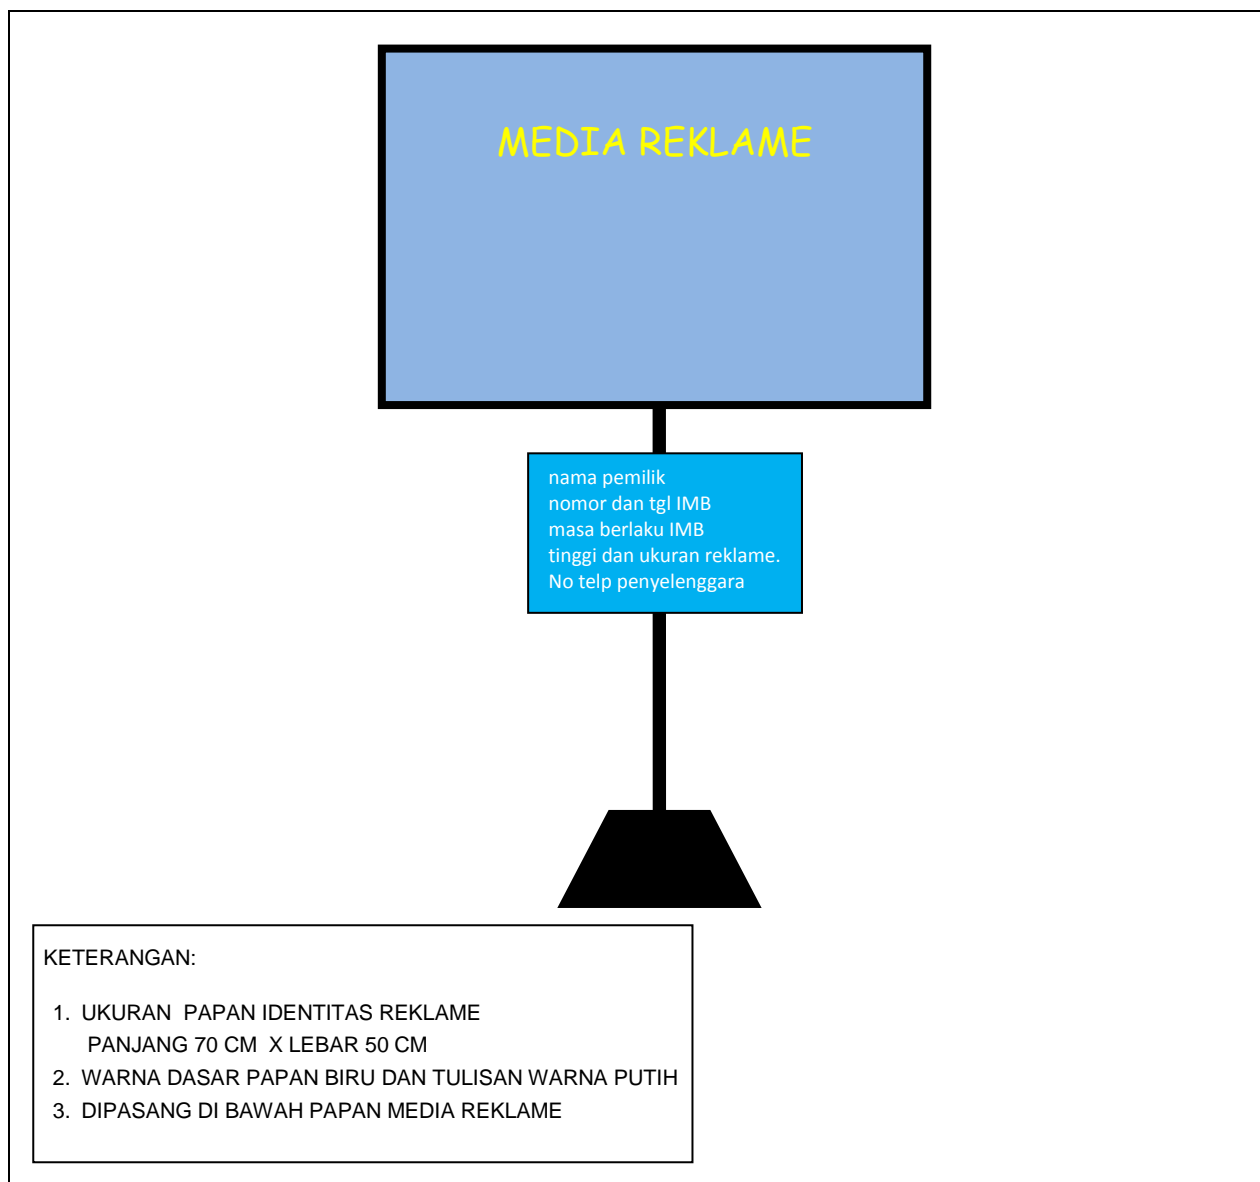 MEDIA REKLAME
nama pemilik
nomor dan tgl IMB
masa berlaku IMB
tinggi dan ukuran reklame.
No telp penyelenggara
KETERANGAN:
1. UKURAN PAPAN IDENTITAS REKLAME
PANJANG 70 CM X LEBAR 50 CM
2. WARNA DASAR PAPAN BIRU DAN TULISAN WARNA PUTIH
3. DIPASANG DI BAWAH PAPAN MEDIA REKLAME